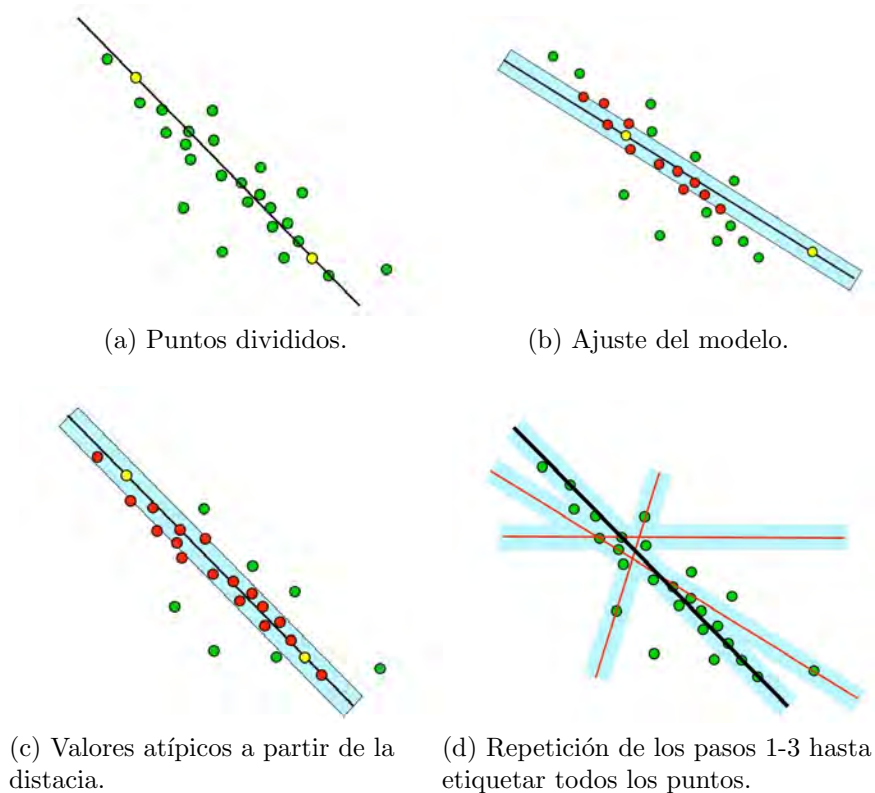 (a) Puntos divididos.
(b) Ajuste del modelo.
(c) Valores atípicos a partir de la
distacia.
(d) Repetición de los pasos 1-3 hasta
etiquetar todos los puntos.